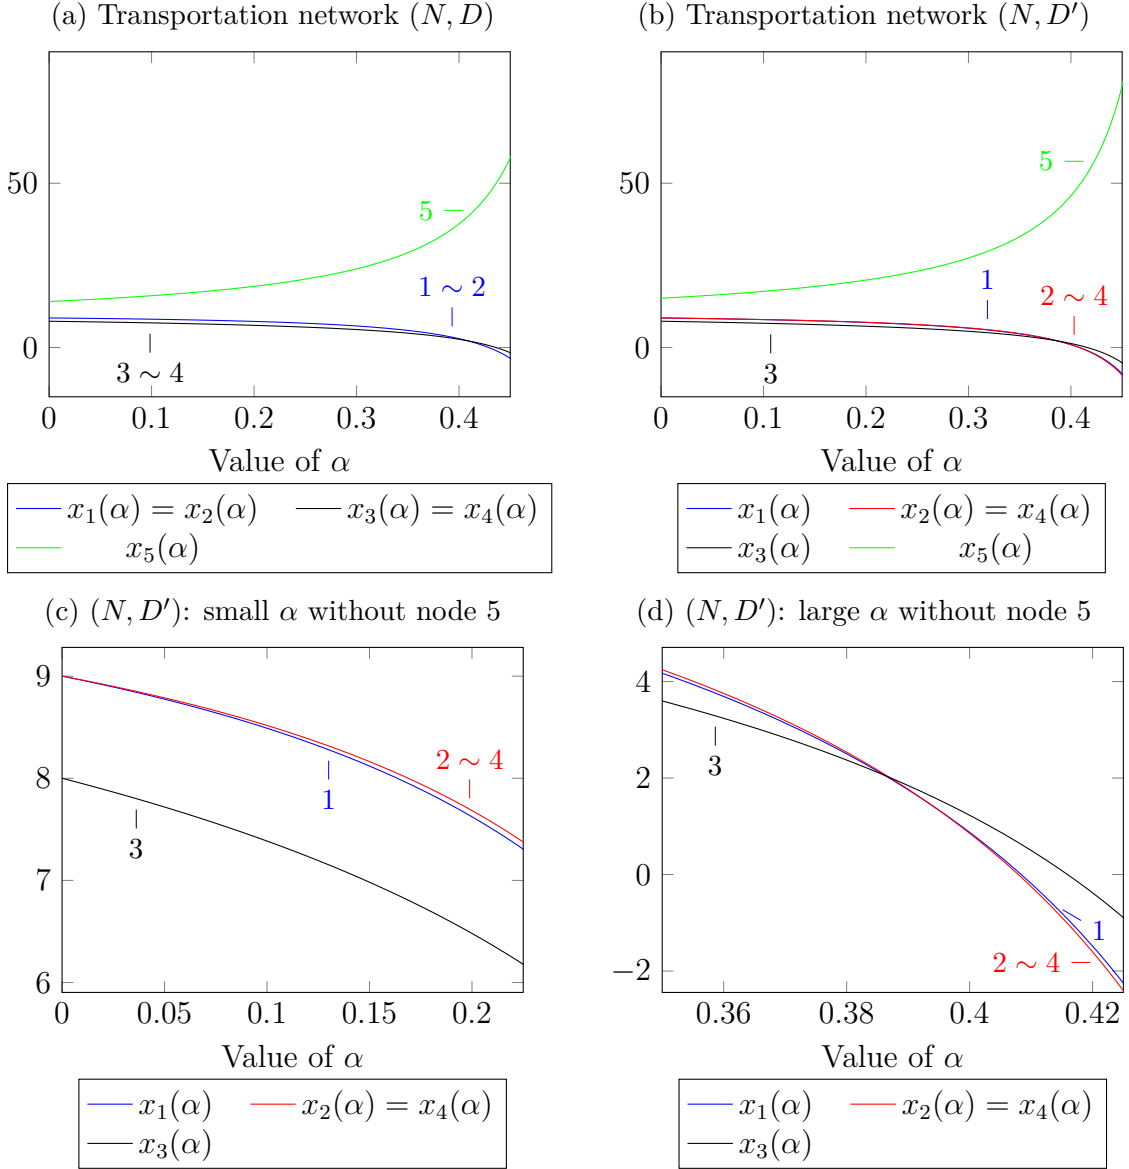 (a) Transportation network (N, D)
50
0
5
1 ∼ 2
3 ∼ 4
0 0.1 0.2 0.3 0.4
Value of α
x₁(α) = x₂(α) x₃(α) = x₄(α)
x₅(α)
(b) Transportation network (N, D′)
50
0
5
1
2 ∼ 4
3
0 0.1 0.2 0.3 0.4
Value of α
x₁(α) x₂(α) = x₄(α)
x₃(α) x₅(α)
(c) (N, D′): small α without node 5
9
8
7
6
2 ∼ 4
1
3
0 0.05 0.1 0.15 0.2
Value of α
x₁(α) x₂(α) = x₄(α)
x₃(α)
(d) (N, D′): large α without node 5
4
2
0
−2
3
1
2 ∼ 4
0.36 0.38 0.4 0.42
Value of α
x₁(α) x₂(α) = x₄(α)
x₃(α)